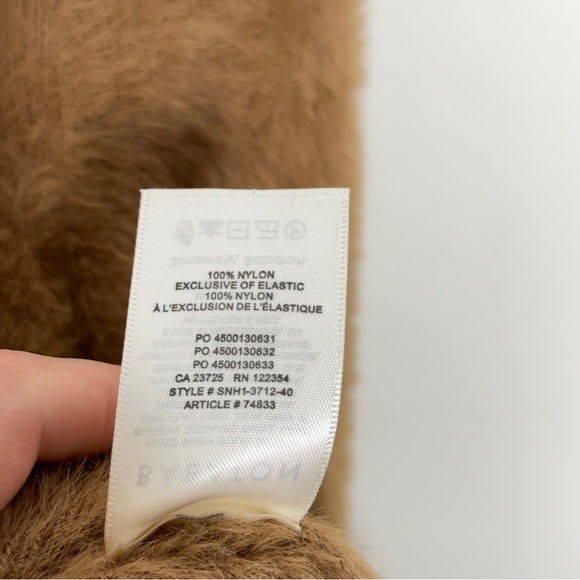 100% NYLON
EXCLUSIVE OF ELASTIC
100% NYLON
À L'EXCLUSION DE L'ÉLASTIQUE
PO 4500130631
PO 4500130632
PO 4500130633
CA 23725 RN 122354
STYLE # SNH1-3712-40
ARTICLE # 74833
BABATON